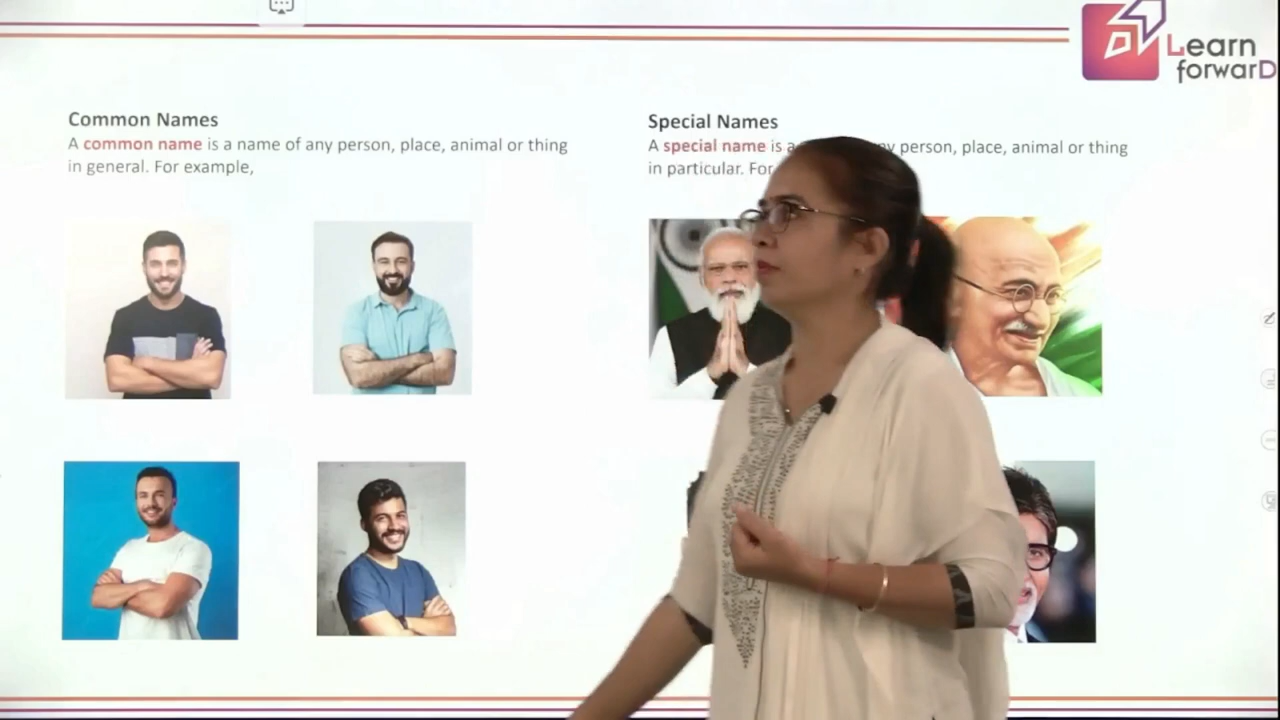 Learn
forwarD
Common Names
A common name is a name of any person, place, animal or thing
in general. For example,
Special Names
A special name is a person, place, animal or thing
in particular. For